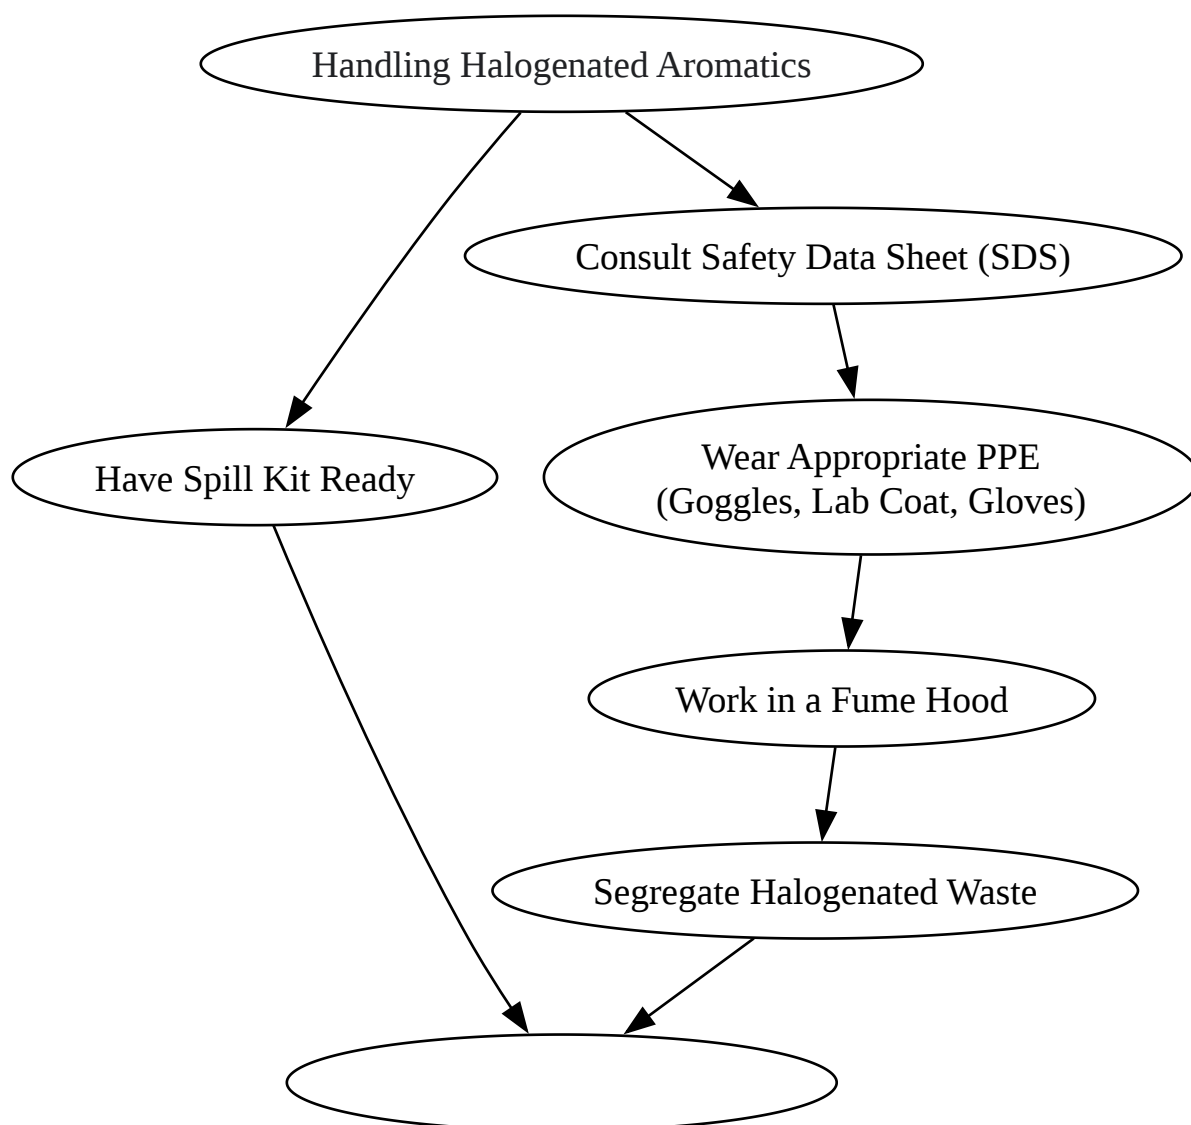 Handling Halogenated Aromatics
Consult Safety Data Sheet (SDS)
Have Spill Kit Ready
Wear Appropriate PPE
(Goggles, Lab Coat, Gloves)
Work in a Fume Hood
Segregate Halogenated Waste